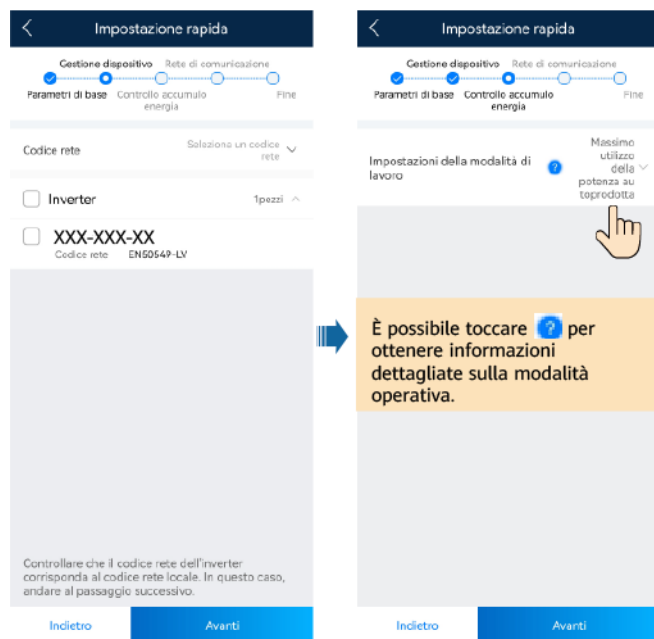 Impostazione rapida
Gestione dispositivo Rete di comunicazione
Parametri di base Controllo accumulo Fine
energia
Codice rete
Seleziona un codice
rete
Inverter 1pezzi
XXX-XXX-XX
Codice rete EN50549-LV
Controllare che il codice rete dell'inverter
corrisponda al codice rete locale. In questo caso,
andare al passaggio successivo.
Indietro Avanti
Impostazione rapida
Gestione dispositivo Rete di comunicazione
Parametri di base Controllo accumulo Fine
energia
Impostazioni della modalità di
lavoro
?
Massimo
utilizzo
della
potenza au
toprodotta
È possibile toccare ? per
ottenere informazioni
dettagliate sulla modalità
operativa.
Indietro Avanti